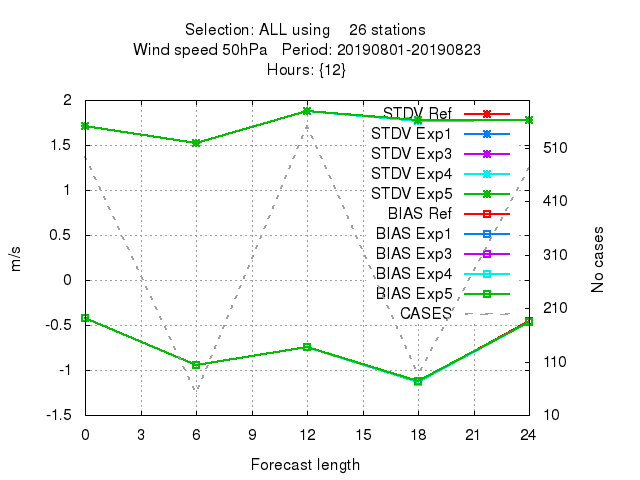 Selection: ALL using 26 stations
Wind speed 50hPa Period: 20190801-20190823
Hours: {12}
2
1.5
1
0.5
0
-0.5
-1
-1.5
m/s
STDV Ref
STDV Exp1
STDV Exp3
STDV Exp4
STDV Exp5
BIAS Ref
BIAS Exp1
BIAS Exp3
BIAS Exp4
BIAS Exp5
CASES
510
410
310
210
110
10
No cases
0 3 6 9 12 15 18 21 24
Forecast length